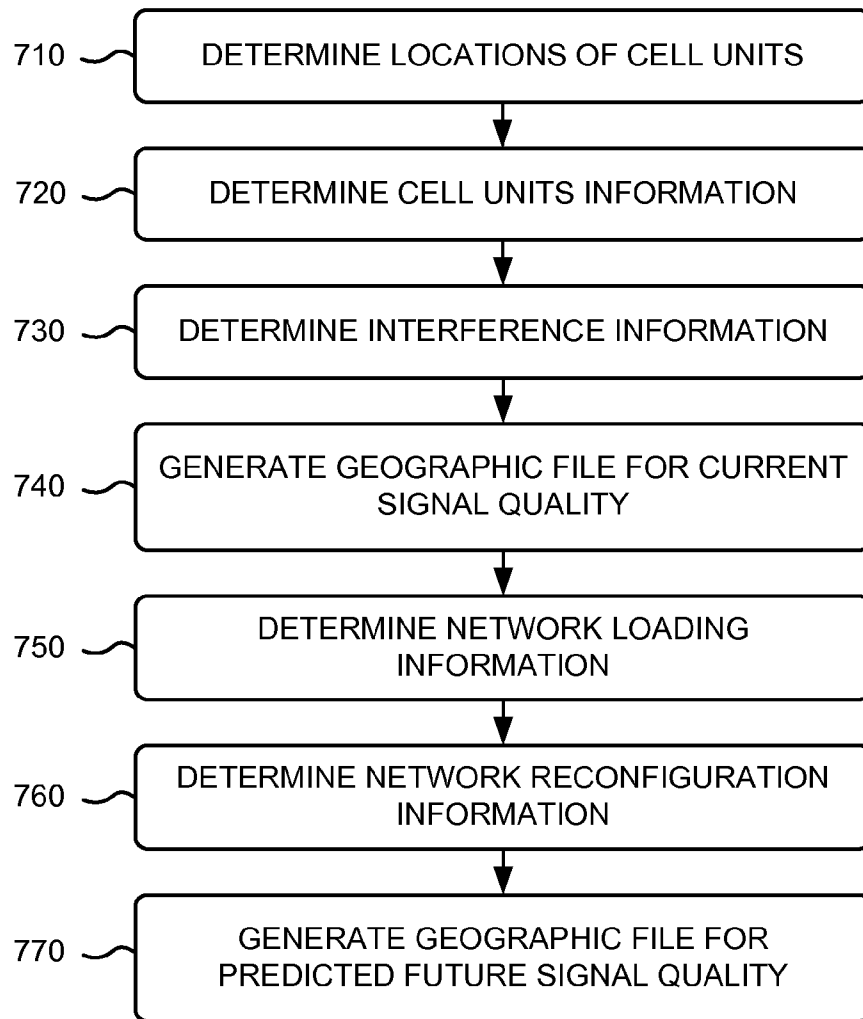 710 DETERMINE LOCATIONS OF CELL UNITS
720 DETERMINE CELL UNITS INFORMATION
730 DETERMINE INTERFERENCE INFORMATION
740 GENERATE GEOGRAPHIC FILE FOR CURRENT
SIGNAL QUALITY
750 DETERMINE NETWORK LOADING
INFORMATION
760 DETERMINE NETWORK RECONFIGURATION
INFORMATION
770 GENERATE GEOGRAPHIC FILE FOR
PREDICTED FUTURE SIGNAL QUALITY